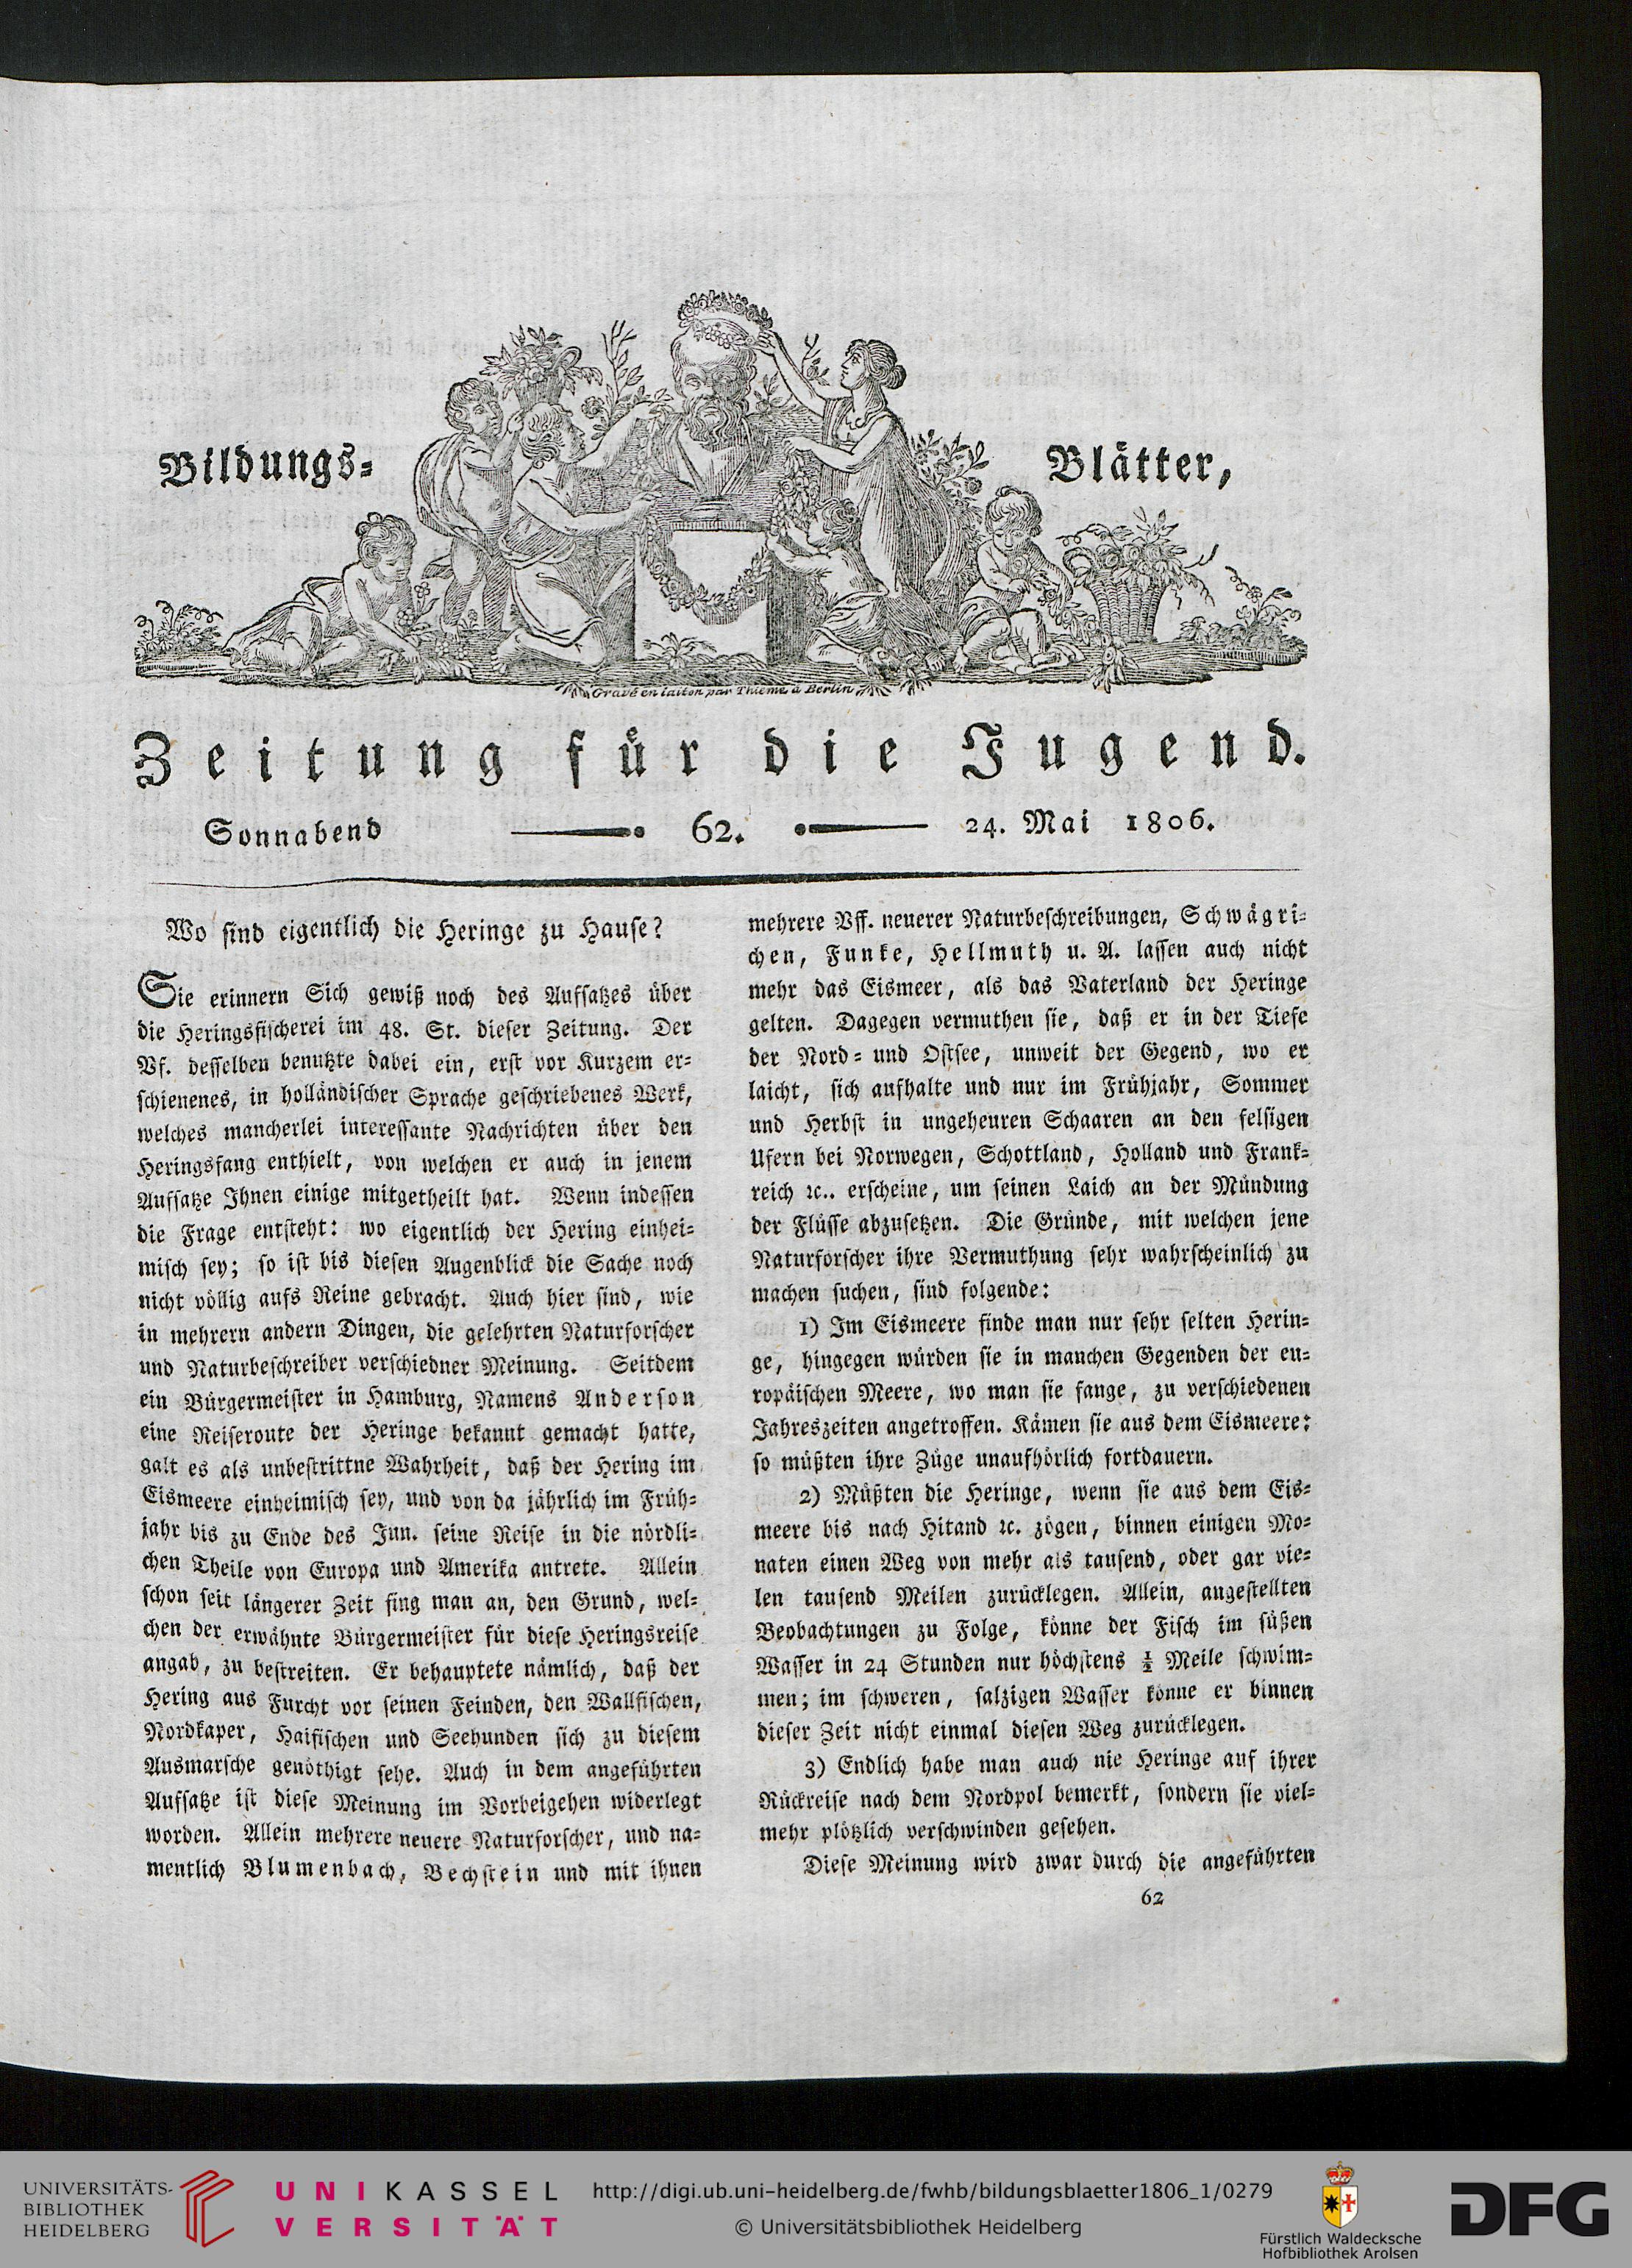 Bildungs=
Blätter,
Gravé en laiton par Thieme à Berlin
Zeitung für die Jugend.
Sonnabend 62. 24. Mai 1806.
Wo ſind eigentlich die Heringe zu Hauſe?
Sie erinnern Sich gewiß noch des Aufſatzes über
die Heringsfiſcherei im 48. St. dieſer Zeitung. Der
Vf. deſſelben benutzte dabei ein, erſt vor Kurzem er=
ſchienenes, in holländiſcher Sprache geſchriebenes Werk,
welches mancherlei intereſſante Nachrichten über den
Heringsfang enthielt, von welchen er auch in jenem
Aufſatze Ihnen einige mitgetheilt hat. Wenn indeſſen
die Frage entſteht: wo eigentlich der Hering einhei=
miſch ſey; ſo iſt bis dieſen Augenblick die Sache noch
nicht völlig aufs Reine gebracht. Auch hier ſind, wie
in mehrern andern Dingen, die gelehrten Naturforſcher
und Naturbeſchreiber verſchiedner Meinung. Seitdem
ein Bürgermeiſter in Hamburg, Namens Anderſon
eine Reiſeroute der Heringe bekannt gemacht hatte,
galt es als unbeſtrittne Wahrheit, daß der Hering im
Eismeere einheimiſch ſey, und von da jährlich im Früh=
jahr bis zu Ende des Jun. ſeine Reiſe in die nördli=
chen Theile von Europa und Amerika antrete. Allein
ſchon ſeit längerer Zeit fing man an, den Grund, wel=
chen der erwähnte Bürgermeiſter für dieſe Heringsreiſe
angab, zu beſtreiten. Er behauptete nämlich, daß der
Hering aus Furcht vor ſeinen Feinden, den Wallfiſchen,
Nordkaper, Haifiſchen und Seehunden ſich zu dieſem
Ausmarſche genöthigt ſehe. Auch in dem angeführten
Aufſatze iſt dieſe Meinung im Vorbeigehen widerlegt
worden. Allein mehrere neuere Naturforſcher, und na=
mentlich Blumenbach, Bechſtein und mit ihnen
mehrere Vff. neuerer Naturbeſchreibungen, Schwägri=
chen, Funke, Hellmuth u. A. laſſen auch nicht
mehr das Eismeer, als das Vaterland der Heringe
gelten. Dagegen vermuthen ſie, daß er in der Tiefe
der Nord= und Oſtſee, unweit der Gegend, wo er
laicht, ſich aufhalte und nur im Frühjahr, Sommer
und Herbſt in ungeheuren Schaaren an den felſigen
Ufern bei Norwegen, Schottland, Holland und Frank=
reich ꝛc.. erſcheine, um ſeinen Laich an der Mündung
der Flüſſe abzuſetzen. Die Gründe, mit welchen jene
Naturforſcher ihre Vermuthung ſehr wahrſcheinlich zu
machen ſuchen, ſind folgende:
1) Im Eismeere finde man nur ſehr ſelten Herin=
ge, hingegen würden ſie in manchen Gegenden der eu=
ropäiſchen Meere, wo man ſie fange, zu verſchiedenen
Jahreszeiten angetroffen. Kämen ſie aus dem Eismeere:
ſo müßten ihre Züge unaufhörlich fortdauern.
2) Müßten die Heringe, wenn ſie aus dem Eis=
meere bis nach Hitand ꝛc. zögen, binnen einigen Mo=
naten einen Weg von mehr als tauſend, oder gar vie=
len tauſend Meilen zurücklegen. Allein, angeſtellten
Beobachtungen zu Folge, könne der Fiſch im ſüßen
Waſſer in 24 Stunden nur höchſtens ½ Meile ſchwim=
men; im ſchweren, ſalzigen Waſſer könne er binnen
dieſer Zeit nicht einmal dieſen Weg zurücklegen.
3) Endlich habe man auch nie Heringe auf ihrer
Rückreiſe nach dem Nordpol bemerkt, ſondern ſie viel=
mehr plötzlich verſchwinden geſehen.
Dieſe Meinung wird zwar durch die angeführten
62
UNIVERSITÄTS-
BIBLIOTHEK
HEIDELBERG
UNIKASSEL
VERSITÄT
http://digi.ub.uni-heidelberg.de/fwhb/bildungsblaetter1806_1/0279
© Universitätsbibliothek Heidelberg
Fürstlich Waldecksche
Hofbibliothek Arolsen
DFG